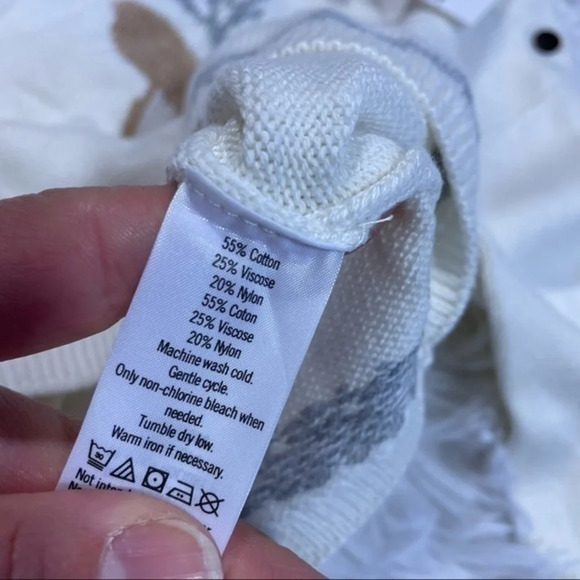 55% Cotton
25% Viscose
20% Nylon
55% Coton
25% Viscose
20% Nylon
Machine wash cold.
Gentle cycle.
Only non-chlorine bleach when
needed.
Tumble dry low.
Warm iron if necessary.
Not